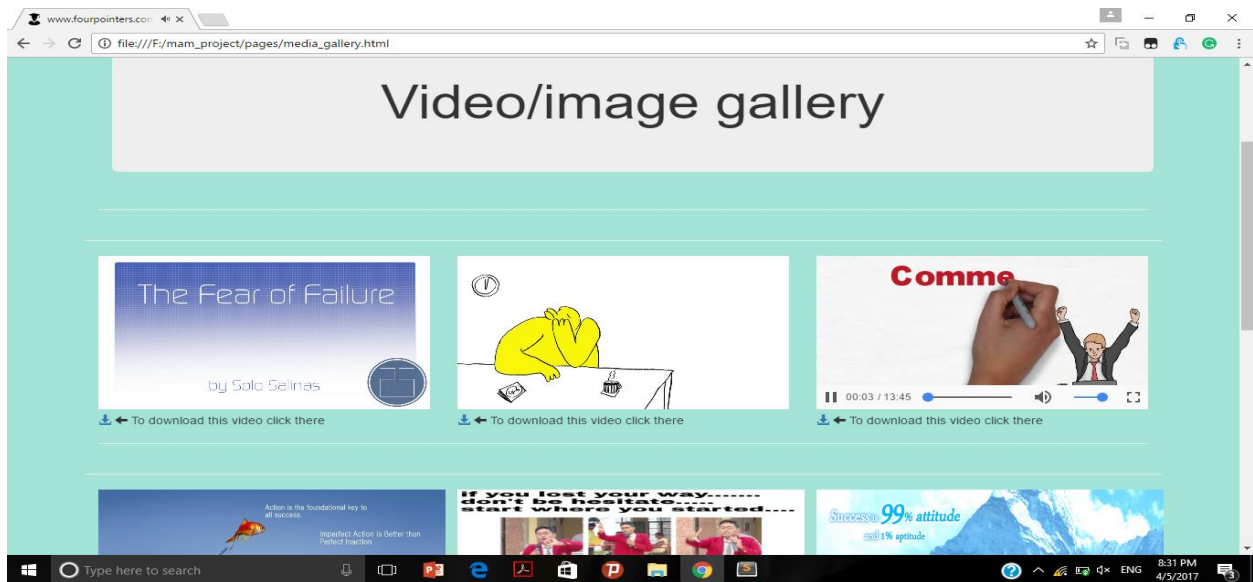 www.fourpointers.con
file:///F:/mam_project/pages/media_gallery.html
Video/image gallery
The Fear of Failure
by Solo Salinas
Comme
00:03 / 13:45
To download this video click there
To download this video click there
To download this video click there
Action is the foundational key to
all success.
Imperfect Action is Better than
Perfect Inaction
if you lost your way.......
don't be hesitate.....
start where you started....
Success is 99% attitude
and 1% aptitude
Type here to search
ENG
8:31 PM
4/5/2017